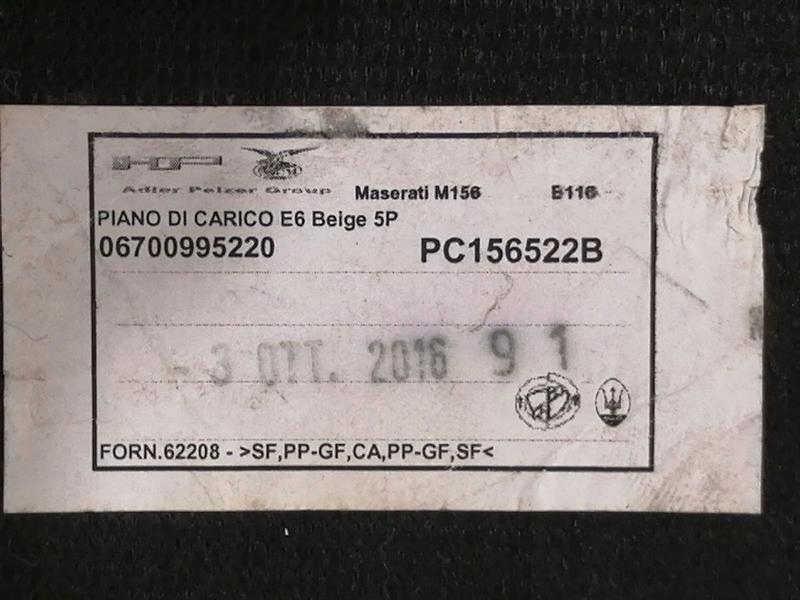 HP
Adler Pelzer Group
Maserati M156 B116
PIANO DI CARICO E6 Beige 5P
06700995220 PC156522B
- 3 OTT. 2016 9 1
FORN.62208 - >SF,PP-GF,CA,PP-GF,SF<